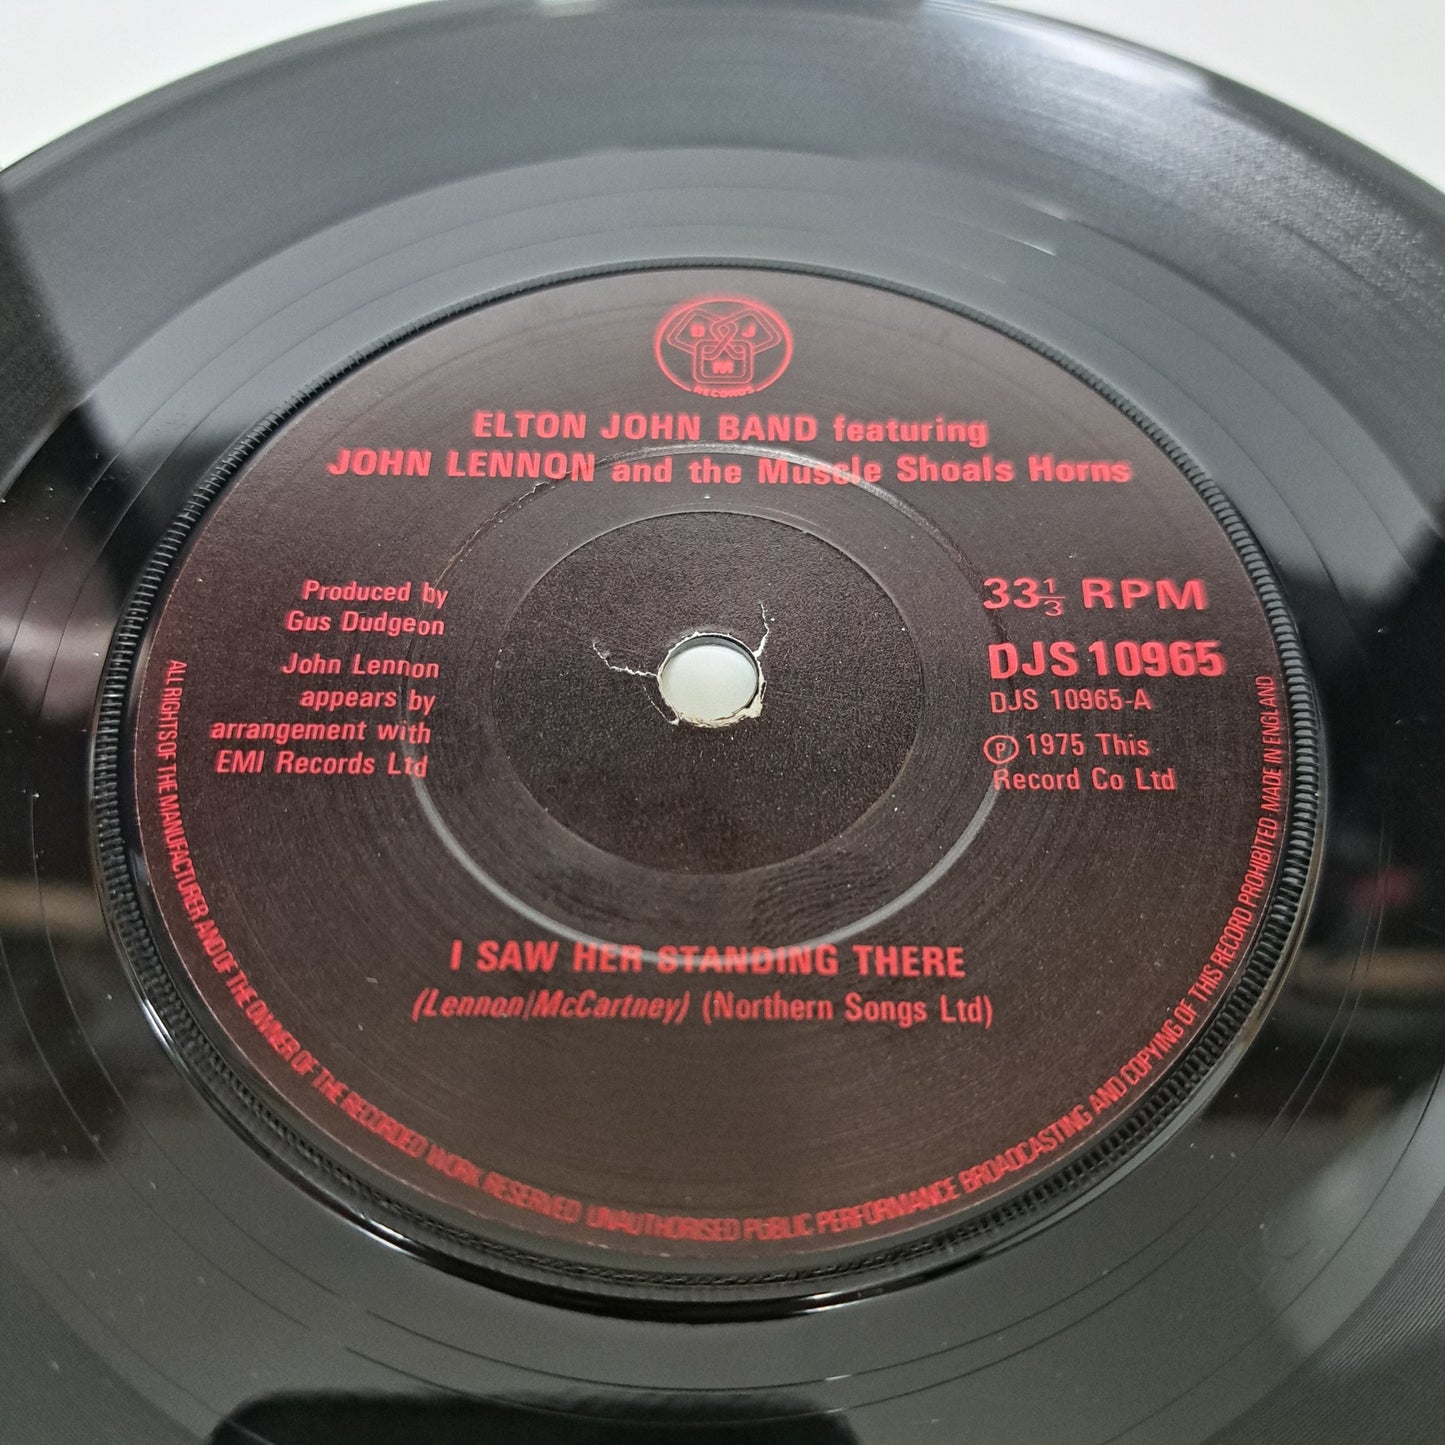 D J
M
RECORDS
ELTON JOHN BAND featuring
JOHN LENNON and the Muscle Shoals Horns
Produced by
Gus Dudgeon
John Lennon
appears by
arrangement with
EMI Records Ltd
33⅓ RPM
DJS 10965
DJS 10965-A
Ⓟ 1975 This
Record Co Ltd
I SAW HER STANDING THERE
(Lennon/McCartney) (Northern Songs Ltd)
ALL RIGHTS OF THE MANUFACTURER AND OF THE OWNER OF THE RECORDED WORK RESERVED UNAUTHORISED PUBLIC PERFORMANCE BROADCASTING AND COPYING OF THIS RECORD PROHIBITED MADE IN ENGLAND